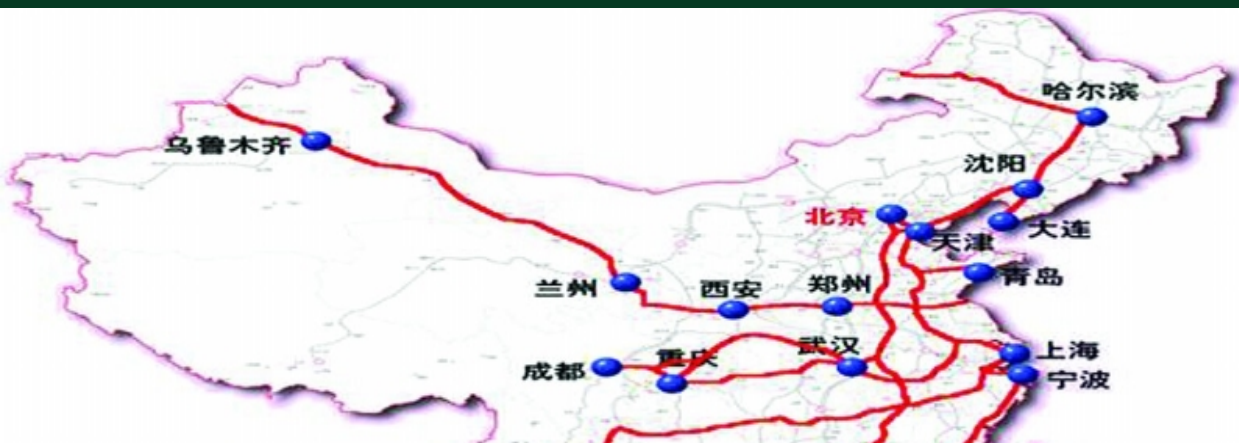 哈尔滨
乌鲁木齐
沈阳
北京
大连
天津
青岛
兰州
西安
郑州
武汉
上海
重庆
成都
宁波